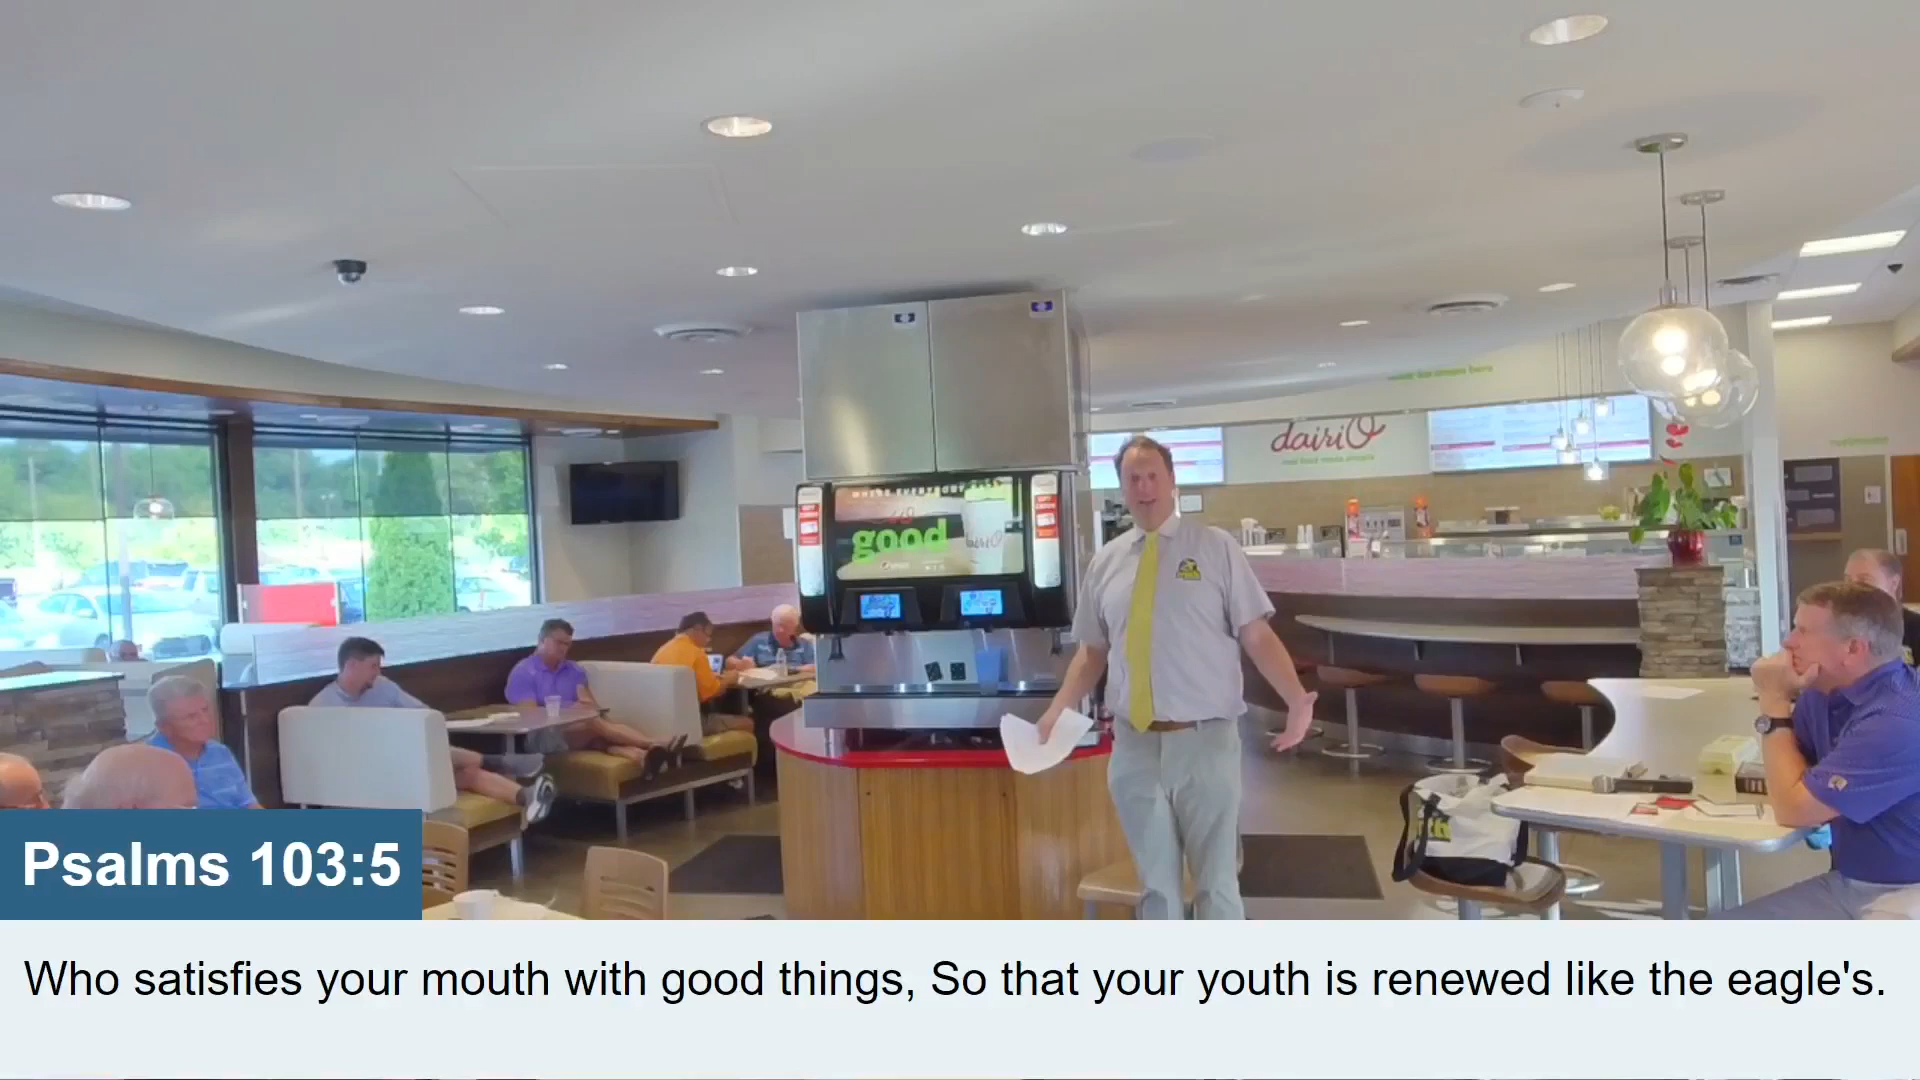 dairiO
good
Psalms 103:5
Who satisfies your mouth with good things, So that your youth is renewed like the eagle's.